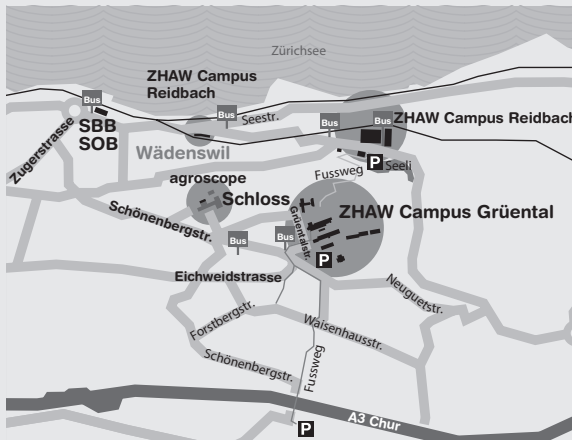 Zürichsee
ZHAW Campus
Reidbach
Bus
Bus
Seestr.
Bus
Bus
ZHAW Campus Reidbach
SBB
SOB
Zugerstrasse
Wädenswil
P
Seeli
Fussweg
agroscope
Schloss
Grüentalstr.
ZHAW Campus Grüental
Schönenbergstr.
Bus
Bus
P
Eichweidstrasse
Neuguetstr.
Forstbergstr.
Waisenhausstr.
Schönenbergstr.
Fussweg
A3 Chur
P